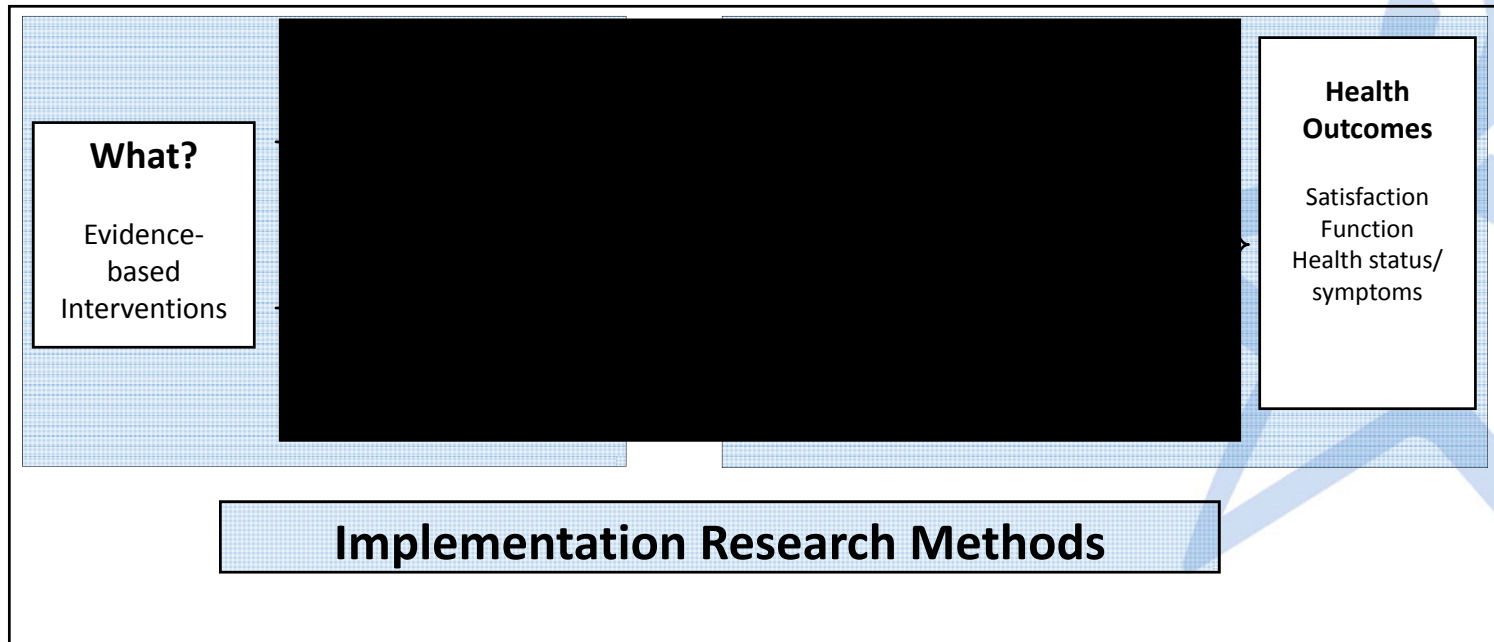 What?
Evidence-
based
Interventions
Health
Outcomes
Satisfaction
Function
Health status/
symptoms
Implementation Research Methods